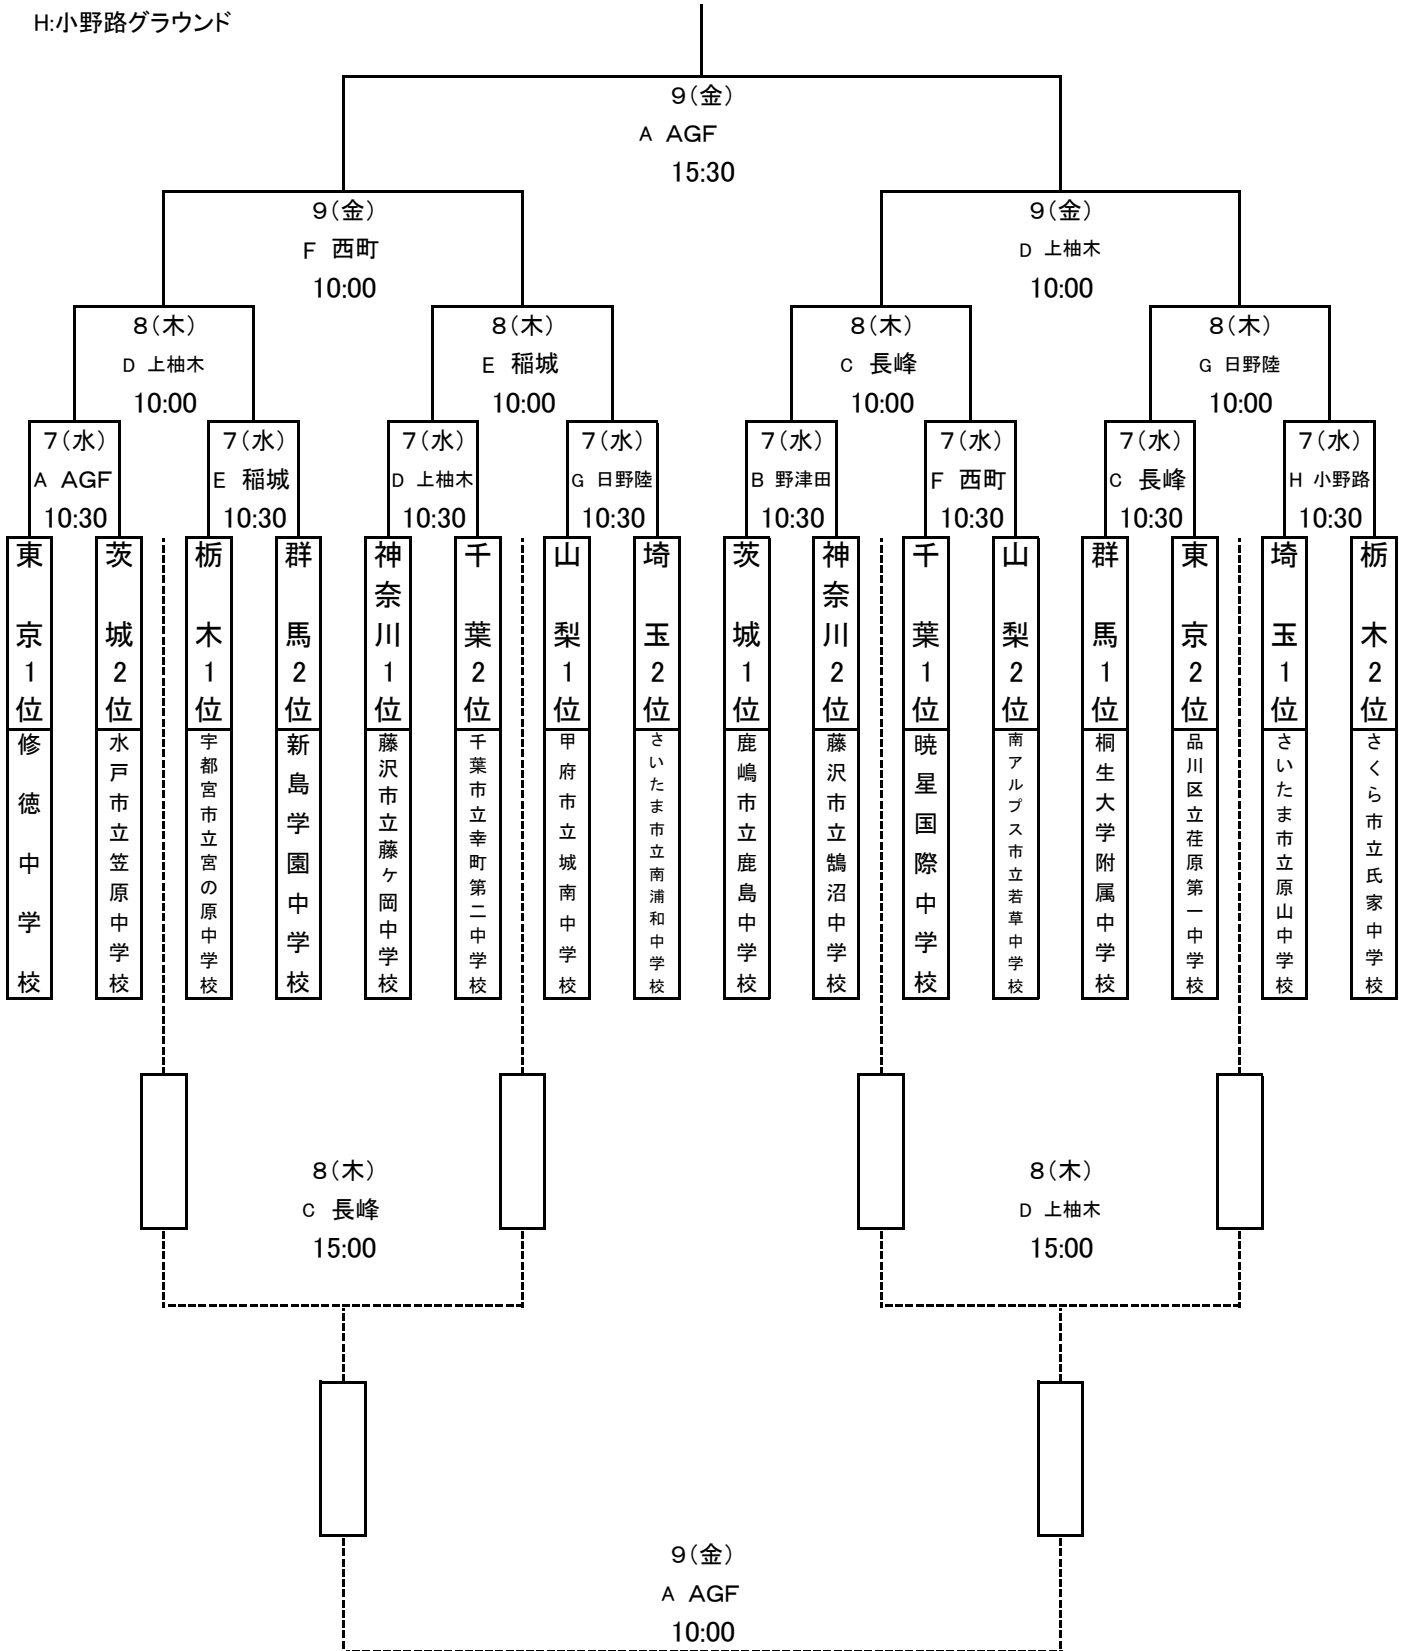 H:小野路グラウンド
9(金)
A AGF
15:30
9(金)
F 西町
10:00
9(金)
D 上柚木
10:00
8(木)
D 上柚木
10:00
8(木)
E 稲城
10:00
8(木)
C 長峰
10:00
8(木)
G 日野陸
10:00
7(水)
A AGF
10:30
7(水)
E 稲城
10:30
7(水)
D 上柚木
10:30
7(水)
G 日野陸
10:30
7(水)
B 野津田
10:30
7(水)
F 西町
10:30
7(水)
C 長峰
10:30
7(水)
H 小野路
10:30
東京1位
修徳中学校
茨城2位
水戸市立笠原中学校
栃木1位
宇都宮市立宮の原中学校
群馬2位
新島学園中学校
神奈川1位
藤沢市立藤ヶ岡中学校
千葉2位
千葉市立幸町第二中学校
山梨1位
甲府市立城南中学校
埼玉2位
さいたま市立南浦和中学校
茨城1位
鹿嶋市立鹿島中学校
神奈川2位
藤沢市立鵠沼中学校
千葉1位
暁星国際中学校
山梨2位
南アルプス市立若草中学校
群馬1位
桐生大学附属中学校
東京2位
品川区立荏原第一中学校
埼玉1位
さいたま市立原山中学校
栃木2位
さくら市立氏家中学校
8(木)
C 長峰
15:00
8(木)
D 上柚木
15:00
9(金)
A AGF
10:00